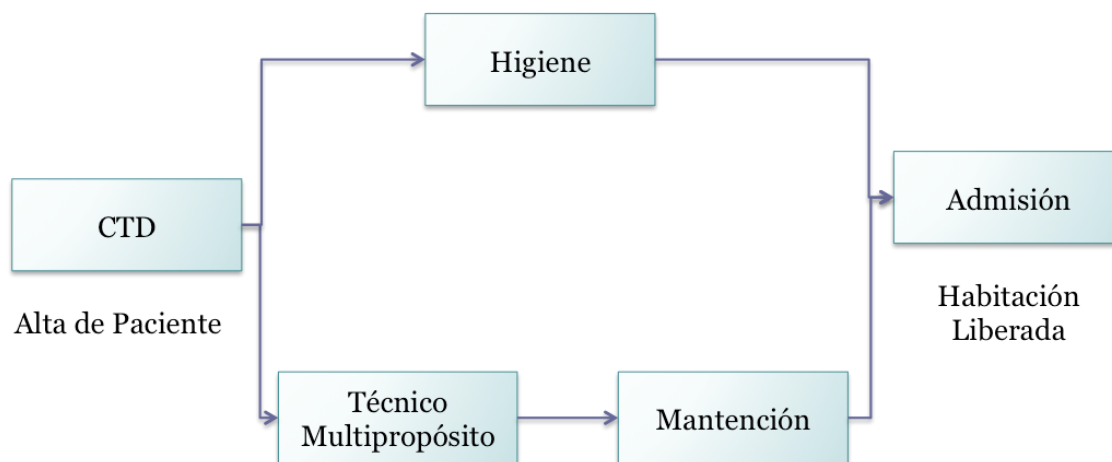 Higiene
CTD
Alta de Paciente
Técnico
Multipropósito
Mantención
Admisión
Habitación
Liberada